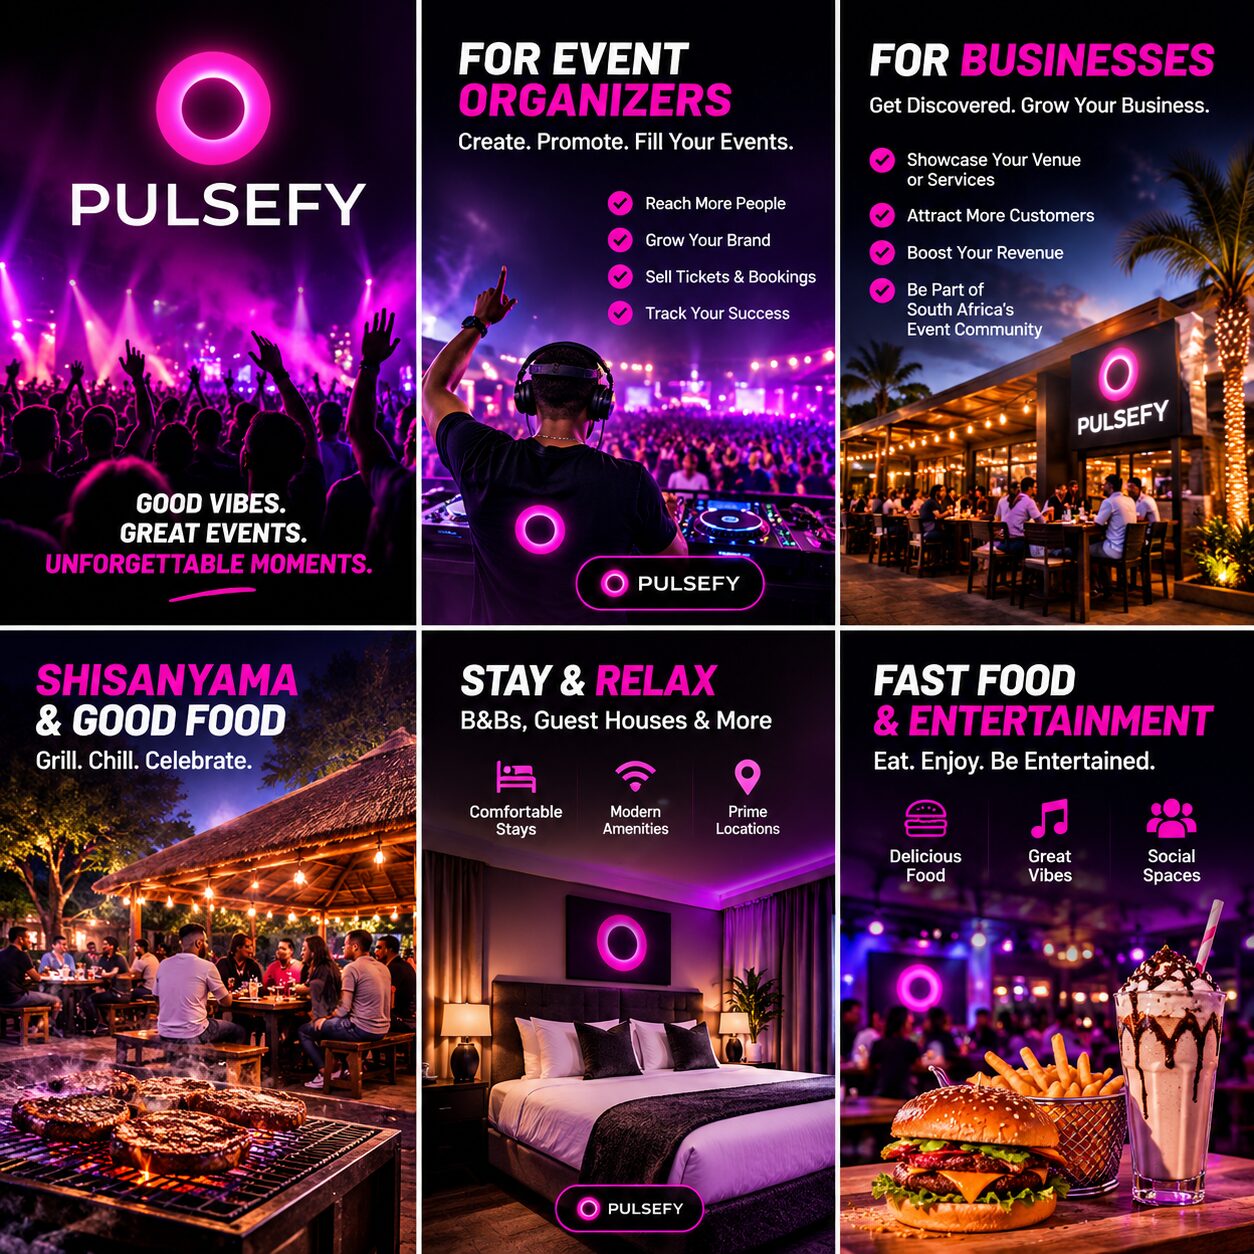 PULSEFY
GOOD VIBES.
GREAT EVENTS.
UNFORGETTABLE MOMENTS.
FOR EVENT
ORGANIZERS
Create. Promote. Fill Your Events.
Reach More People
Grow Your Brand
Sell Tickets & Bookings
Track Your Success
PULSEFY
FOR BUSINESSES
Get Discovered. Grow Your Business.
Showcase Your Venue
or Services
Attract More Customers
Boost Your Revenue
Be Part of
South Africa's
Event Community
PULSEFY
SHISANYAMA
& GOOD FOOD
Grill. Chill. Celebrate.
STAY & RELAX
B&Bs, Guest Houses & More
Comfortable
Stays
Modern
Amenities
Prime
Locations
PULSEFY
FAST FOOD
& ENTERTAINMENT
Eat. Enjoy. Be Entertained.
Delicious
Food
Great
Vibes
Social
Spaces